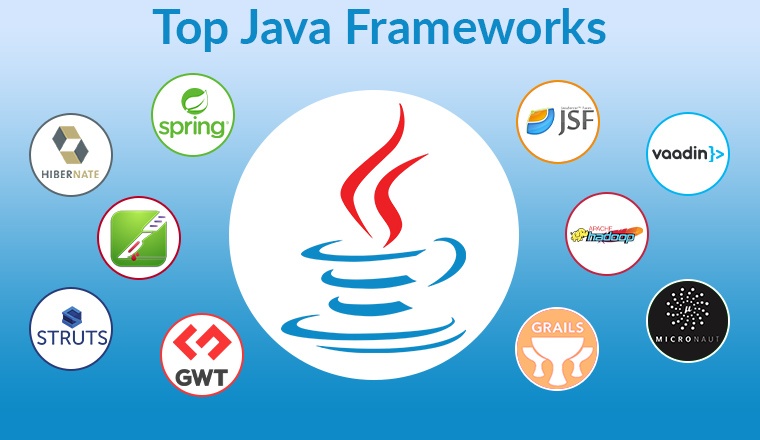 Top Java Frameworks
spring
HIBERNATE
STRUTS
GWT
JSF
vaadin}>
APACHE
hadoop
GRAILS
µ
MICRONAUT